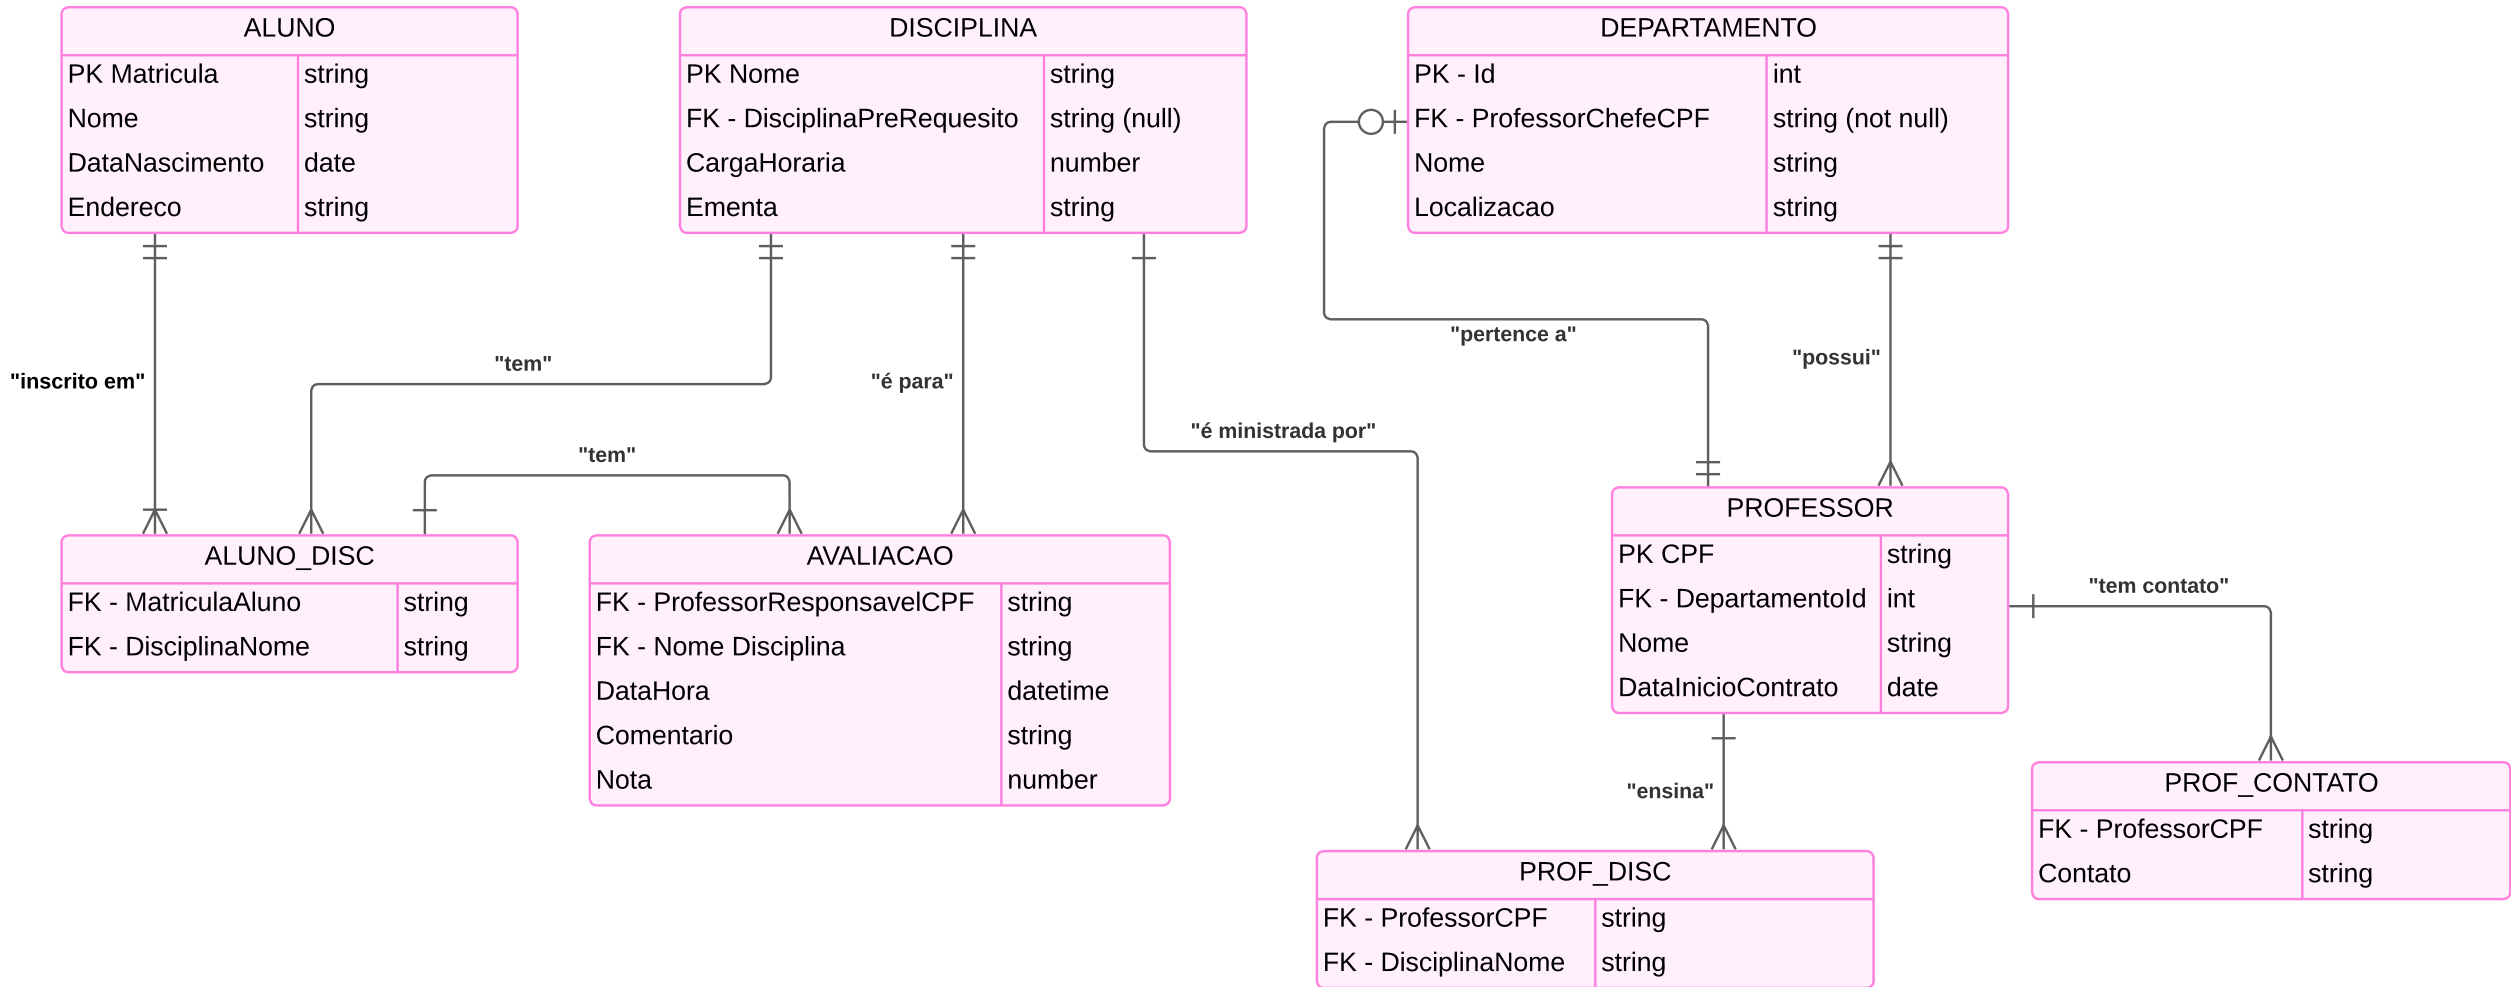 ALUNO
PK Matricula string
Nome string
DataNascimento date
Endereco string
DISCIPLINA
PK Nome string
FK - DisciplinaPreRequesito string (null)
CargaHoraria number
Ementa string
DEPARTAMENTO
PK - Id int
FK - ProfessorChefeCPF string (not null)
Nome string
Localizacao string
"inscrito em"
"tem"
"é para"
"tem"
"é ministrada por"
"pertence a"
"possui"
ALUNO_DISC
FK - MatriculaAluno string
FK - DisciplinaNome string
AVALIACAO
FK - ProfessorResponsavelCPF string
FK - Nome Disciplina string
DataHora datetime
Comentario string
Nota number
PROFESSOR
PK CPF string
FK - DepartamentoId int
Nome string
DataInicioContrato date
"tem contato"
"ensina"
PROF_CONTATO
FK - ProfessorCPF string
Contato string
PROF_DISC
FK - ProfessorCPF string
FK - DisciplinaNome string